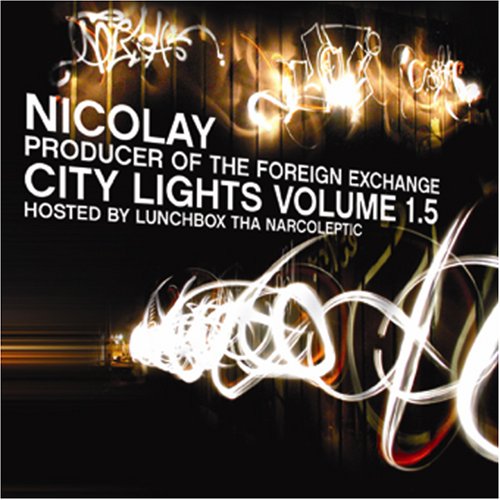 NICOLAY
PRODUCER OF THE FOREIGN EXCHANGE
CITY LIGHTS VOLUME 1.5
HOSTED BY LUNCHBOX THA NARCOLEPTIC